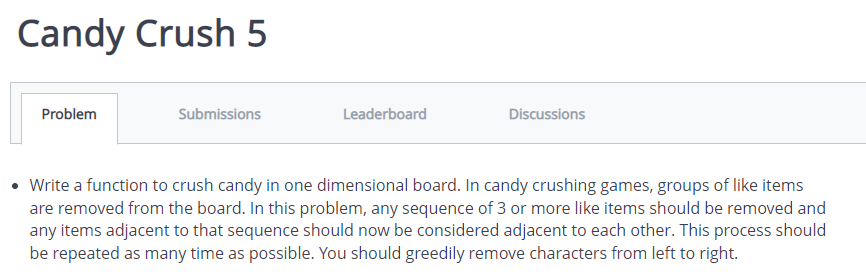 Candy Crush 5
Problem Submissions Leaderboard Discussions
• Write a function to crush candy in one dimensional board. In candy crushing games, groups of like items
are removed from the board. In this problem, any sequence of 3 or more like items should be removed and
any items adjacent to that sequence should now be considered adjacent to each other. This process should
be repeated as many time as possible. You should greedily remove characters from left to right.